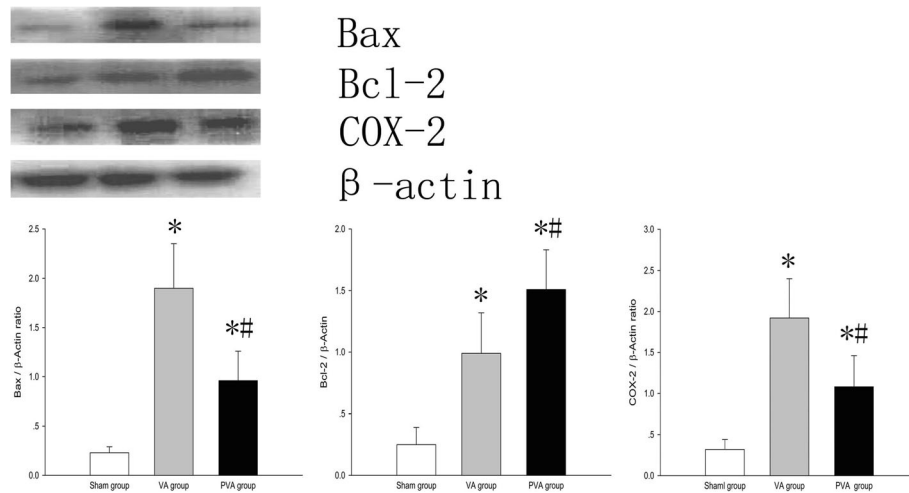 Bax
Bcl-2
COX-2
β-actin
2.5
2.0
1.5
1.0
.5
0.0
Bax / β-Actin ratio
*
*#
Sham group
VA group
PVA group
2.0
1.5
1.0
.5
0.0
Bcl-2 / β-Actin
*
*#
Sham group
VA group
PVA group
3.0
2.5
2.0
1.5
1.0
.5
0.0
COX-2 / β-Actin ratio
*
*#
Shaml group
VA group
PVA group